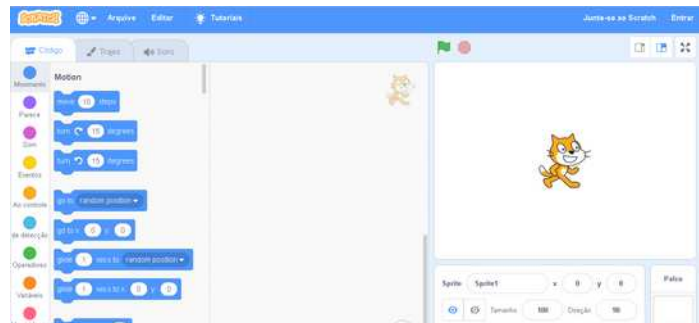 SCRATCH Arquivo Editar Tutoriais Junte-se ao Scratch Entrar
Código Trajes Sons
Motion
Movimento
move 10 steps
Parece
turn 15 degrees
Som
turn 15 degrees
Eventos
Ao controle
go to random position
de detecção
go to x: 0 y: 0
Operadores
glide 1 secs to random position
Variáveis
glide 1 secs to x: 0 y: 0
Sprite Sprite1 x 0 y 0
Tamanho 100 Direção 90
Palco